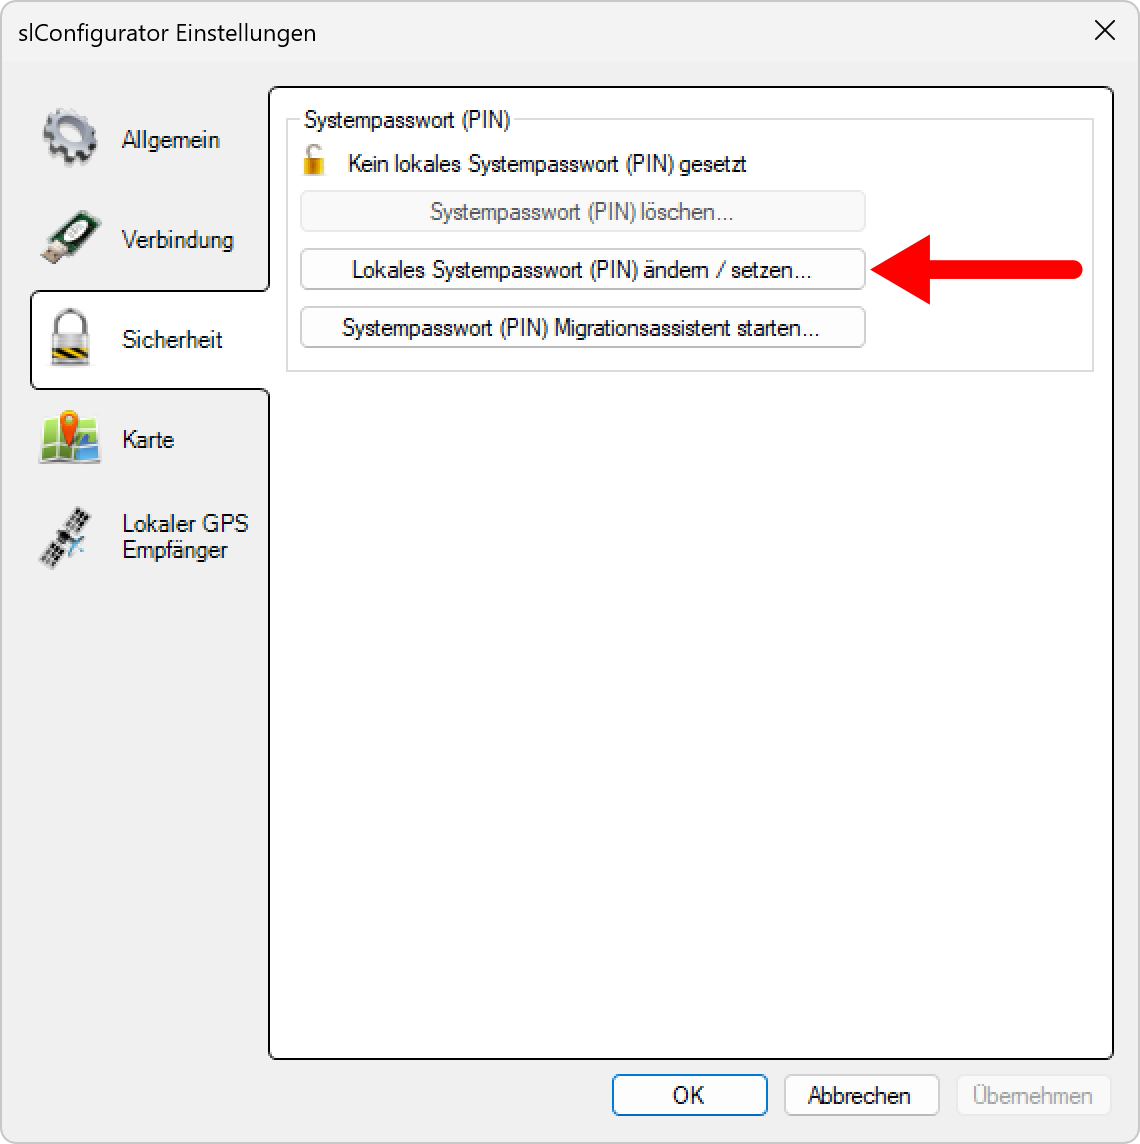 slConfigurator Einstellungen
Allgemein
Verbindung
Sicherheit
Karte
Lokaler GPS
Empfänger
Systempasswort (PIN)
Kein lokales Systempasswort (PIN) gesetzt
Systempasswort (PIN) löschen...
Lokales Systempasswort (PIN) ändern / setzen...
Systempasswort (PIN) Migrationsassistent starten...
OK
Abbrechen
Übernehmen